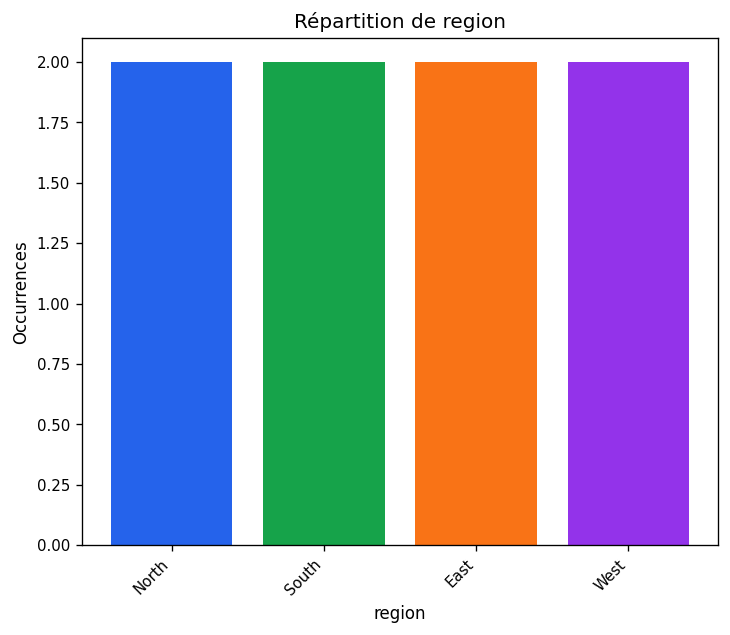 Répartition de region
Occurrences
2.00
1.75
1.50
1.25
1.00
0.75
0.50
0.25
0.00
North
South
East
West
region